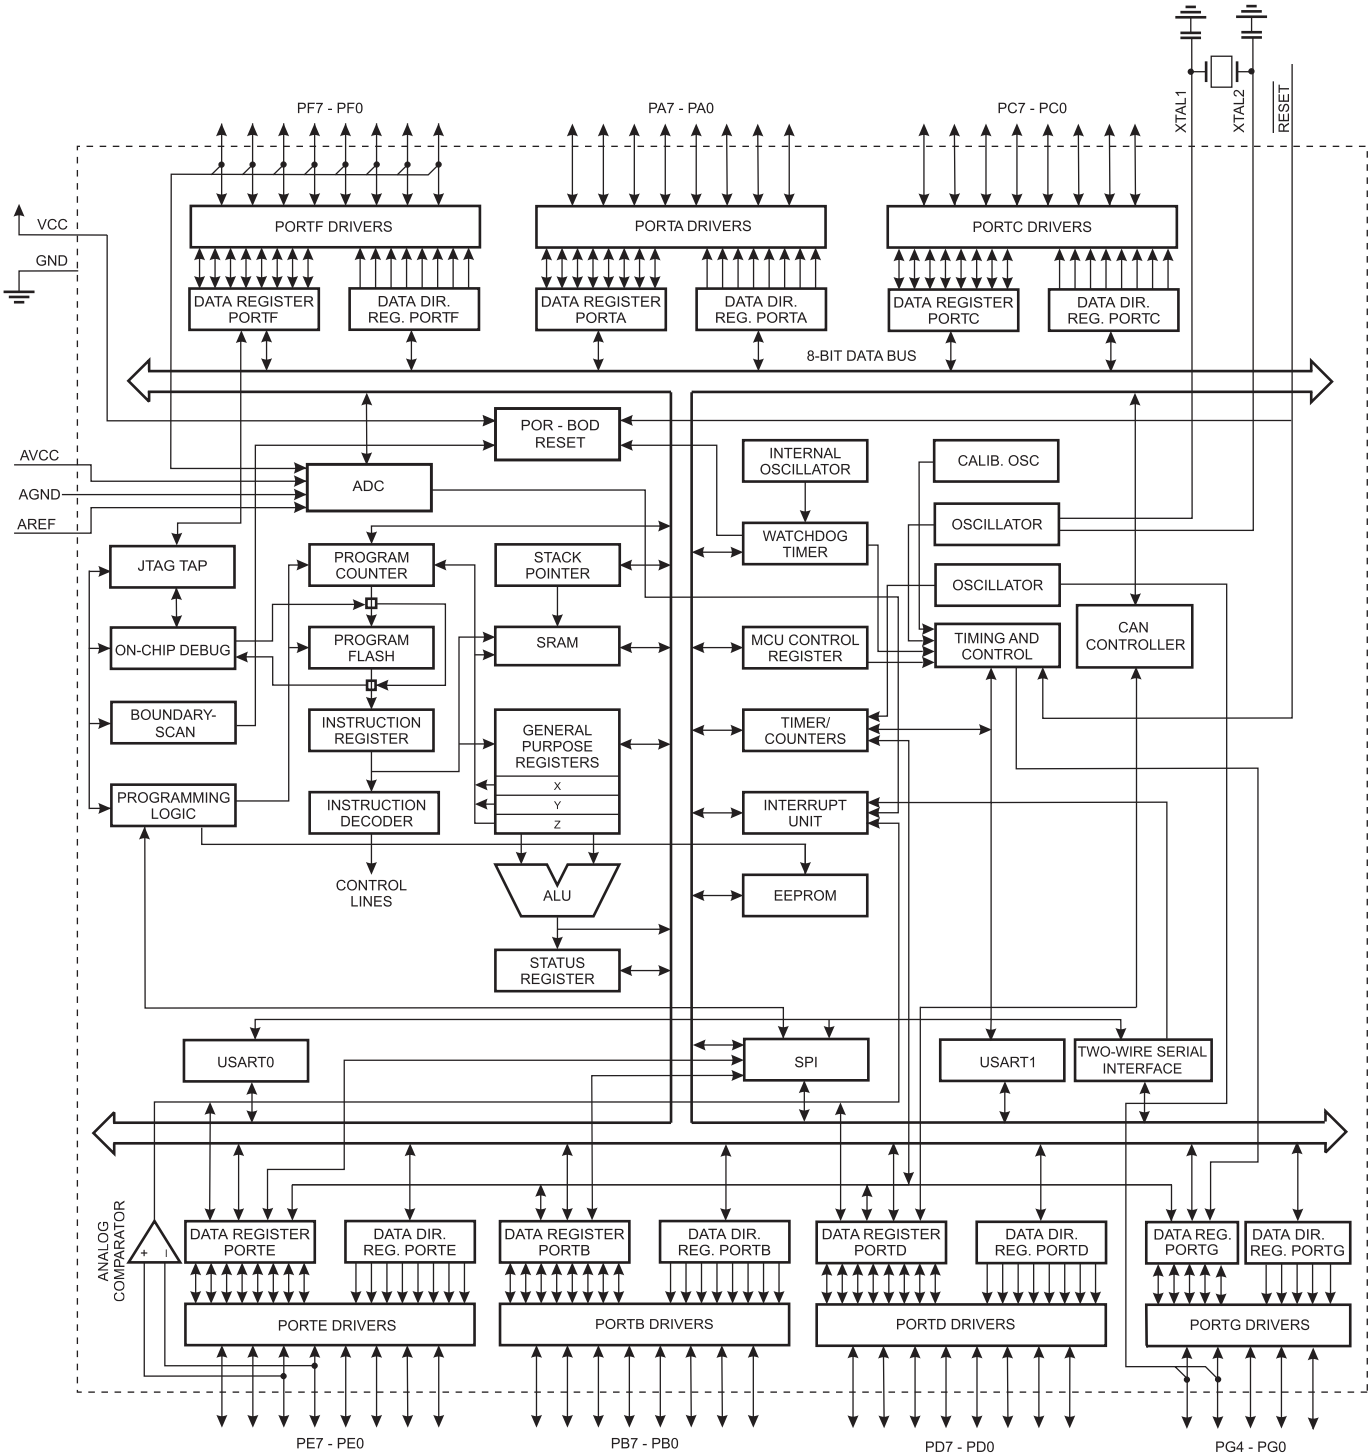 XTAL1
XTAL2
RESET
PF7 - PF0
PA7 - PA0
PC7 - PC0
VCC
GND
PORTF DRIVERS
PORTA DRIVERS
PORTC DRIVERS
DATA REGISTER
PORTF
DATA DIR.
REG. PORTF
DATA REGISTER
PORTA
DATA DIR.
REG. PORTA
DATA REGISTER
PORTC
DATA DIR.
REG. PORTC
8-BIT DATA BUS
POR - BOD
RESET
INTERNAL
OSCILLATOR
CALIB. OSC
AVCC
AGND
AREF
ADC
OSCILLATOR
WATCHDOG
TIMER
JTAG TAP
PROGRAM
COUNTER
STACK
POINTER
OSCILLATOR
ON-CHIP DEBUG
PROGRAM
FLASH
SRAM
MCU CONTROL
REGISTER
TIMING AND
CONTROL
CAN
CONTROLLER
BOUNDARY-
SCAN
INSTRUCTION
REGISTER
GENERAL
PURPOSE
REGISTERS
X
Y
Z
TIMER/
COUNTERS
PROGRAMMING
LOGIC
INSTRUCTION
DECODER
INTERRUPT
UNIT
CONTROL
LINES
ALU
EEPROM
STATUS
REGISTER
USART0
SPI
USART1
TWO-WIRE SERIAL
INTERFACE
ANALOG
COMPARATOR
+
–
DATA REGISTER
PORTE
DATA DIR.
REG. PORTE
DATA REGISTER
PORTB
DATA DIR.
REG. PORTB
DATA REGISTER
PORTD
DATA DIR.
REG. PORTD
DATA REG.
PORTG
DATA DIR.
REG. PORTG
PORTE DRIVERS
PORTB DRIVERS
PORTD DRIVERS
PORTG DRIVERS
PE7 - PE0
PB7 - PB0
PD7 - PD0
PG4 - PG0